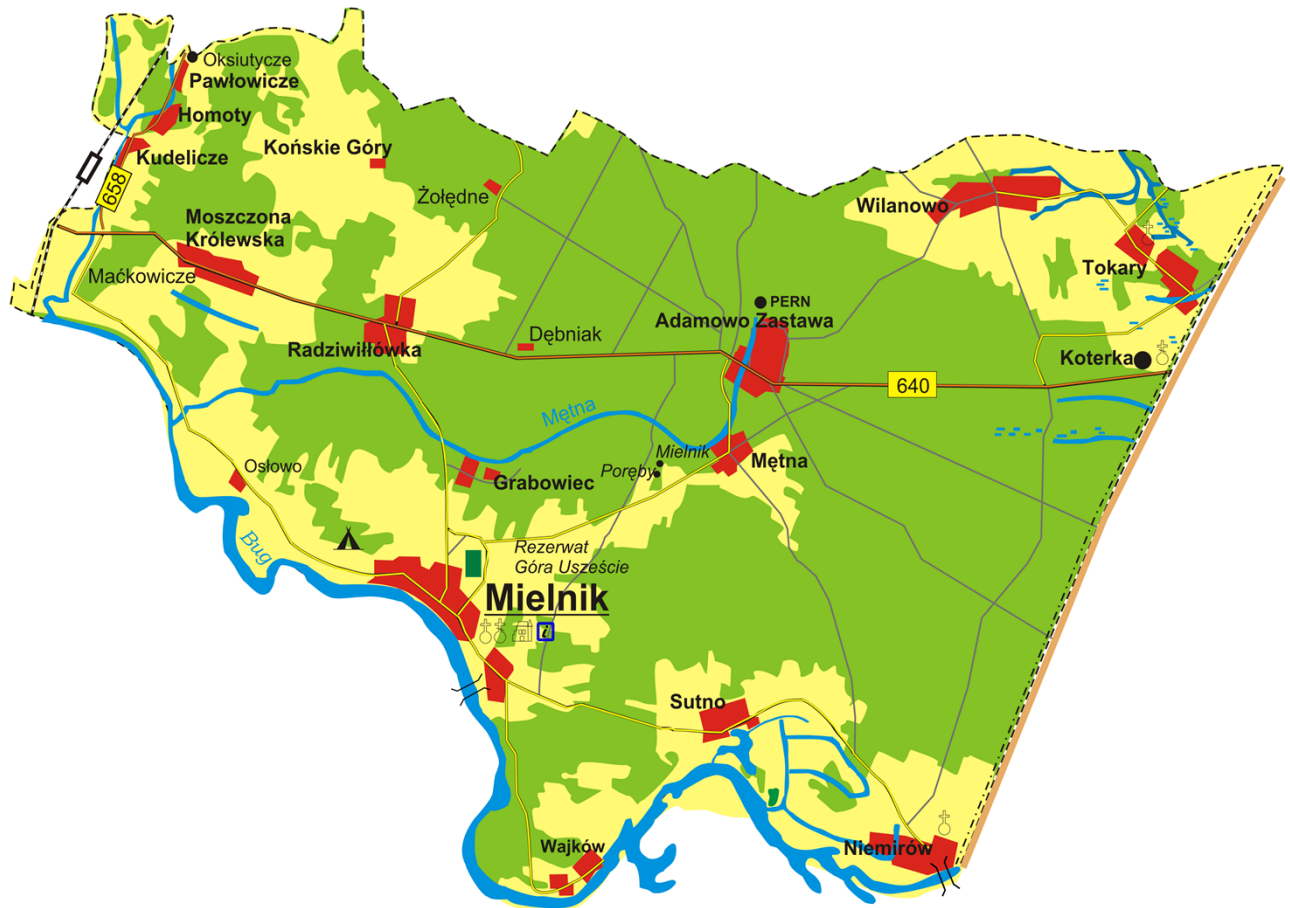 Oksiutycze
Pawłowicze
Homoty
Kudelicze
658
Końskie Góry
Żołędne
Moszczona
Królewska
Maćkowicze
Radziwiłłówka
Dębniak
PERN
Adamowo Zastawa
Wilanowo
Tokary
Koterka
640
Mętna
Mielnik
Poręby
Mętna
Osłowo
Grabowiec
Bug
Rezerwat
Góra Uszeście
Mielnik
i
Sutno
Wajków
Niemirów